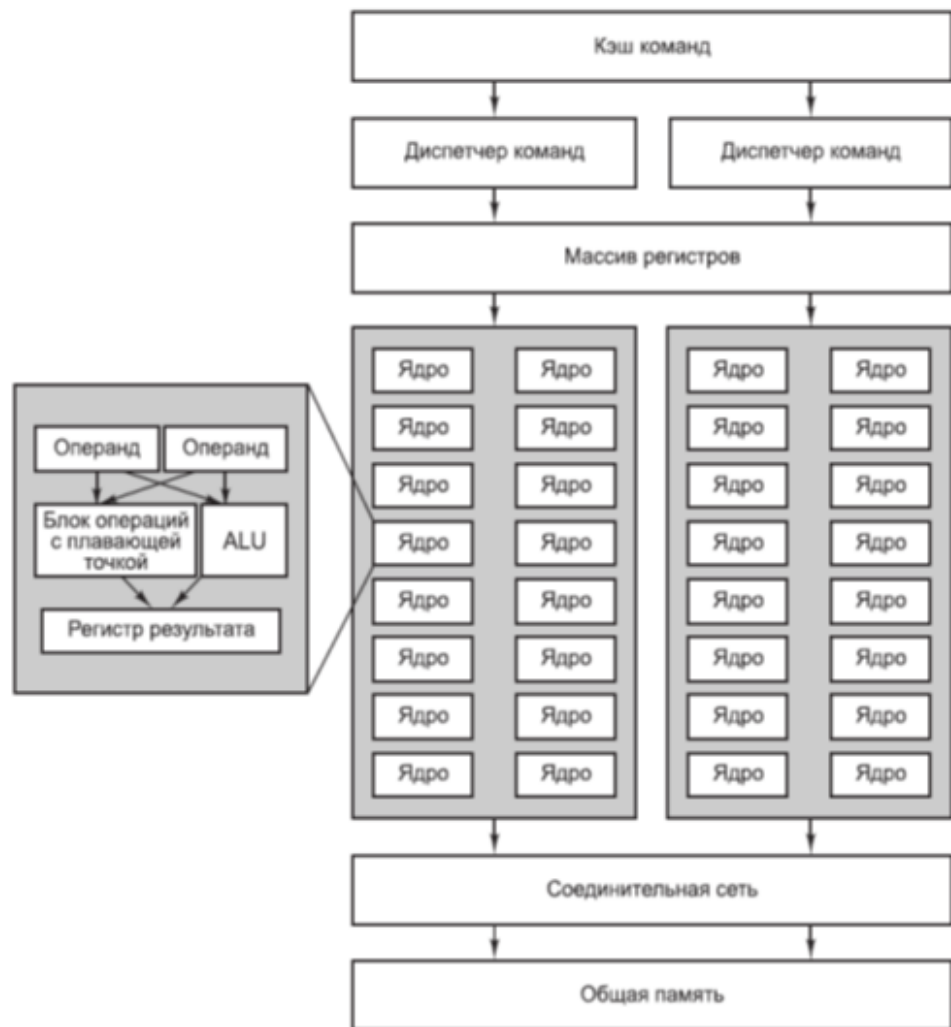 Кэш команд
Диспетчер команд
Диспетчер команд
Массив регистров
Ядро Ядро Ядро Ядро
Ядро Ядро Ядро Ядро
Операнд Операнд
Ядро Ядро Ядро Ядро
Блок операций
с плавающей
точкой
ALU
Ядро Ядро Ядро Ядро
Ядро Ядро Ядро Ядро
Регистр результата
Ядро Ядро Ядро Ядро
Ядро Ядро Ядро Ядро
Ядро Ядро Ядро Ядро
Соединительная сеть
Общая память